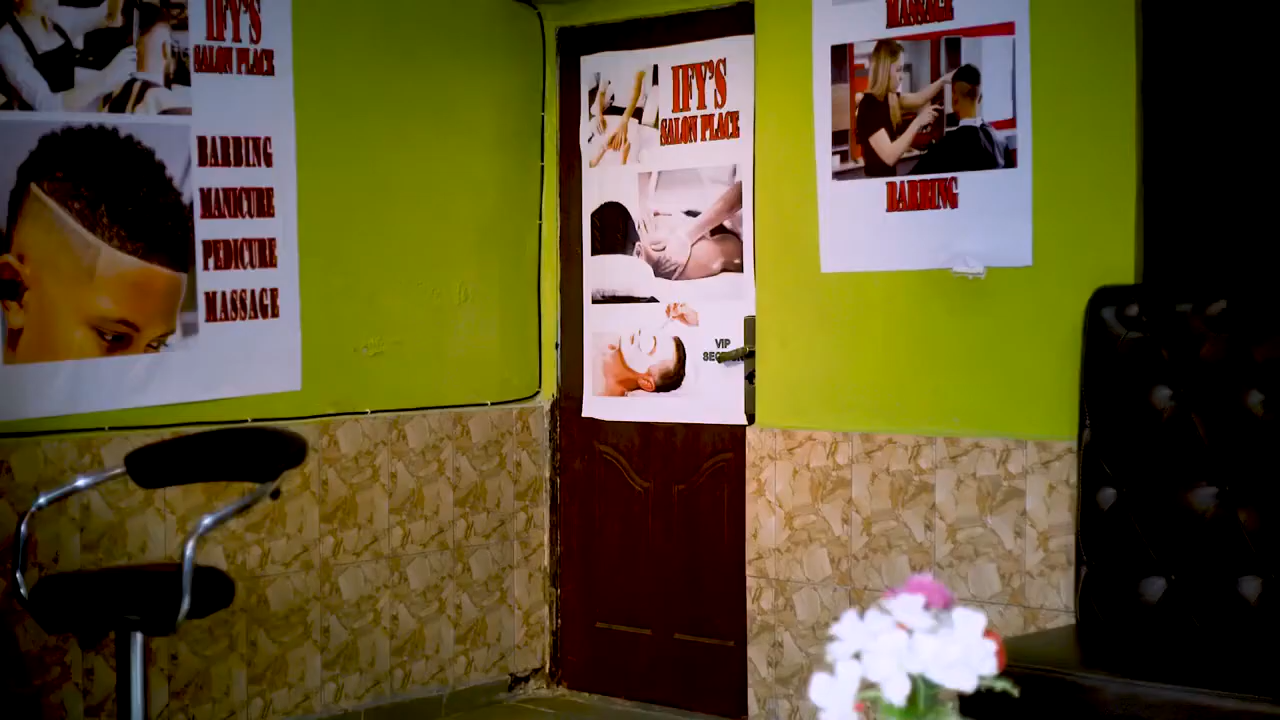 IFY'S
SALON PLACE
BARBING
MANICURE
PEDICURE
MASSAGE
IFY'S
SALON PLACE
VIP
MASSAGE
BARBING